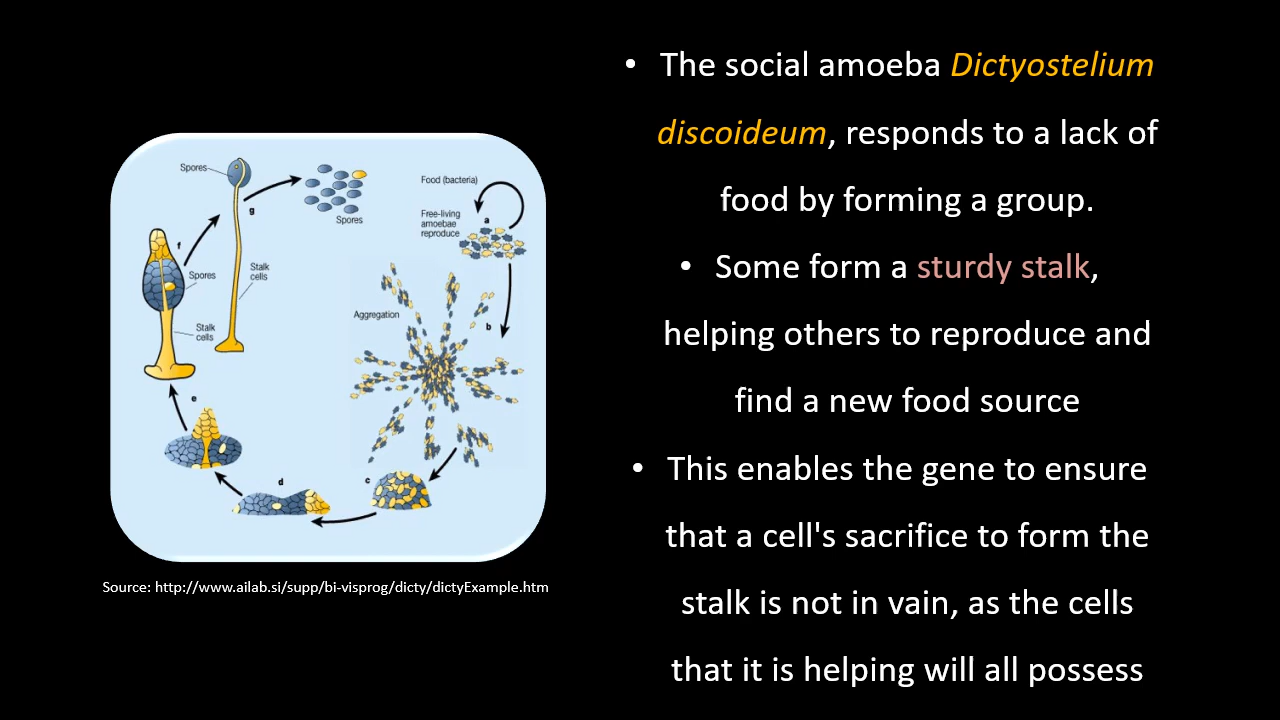 • The social amoeba Dictyostelium
discoideum, responds to a lack of
food by forming a group.
• Some form a sturdy stalk,
helping others to reproduce and
find a new food source
• This enables the gene to ensure
that a cell's sacrifice to form the
stalk is not in vain, as the cells
that it is helping will all possess
Spores
g
Spores
Food (bacteria)
Free-living
amoebae
reproduce
a
f
Spores
Stalk
cells
Stalk
cells
Aggregation
b
e
d
c
Source: http://www.ailab.si/supp/bi-visprog/dicty/dictyExample.htm